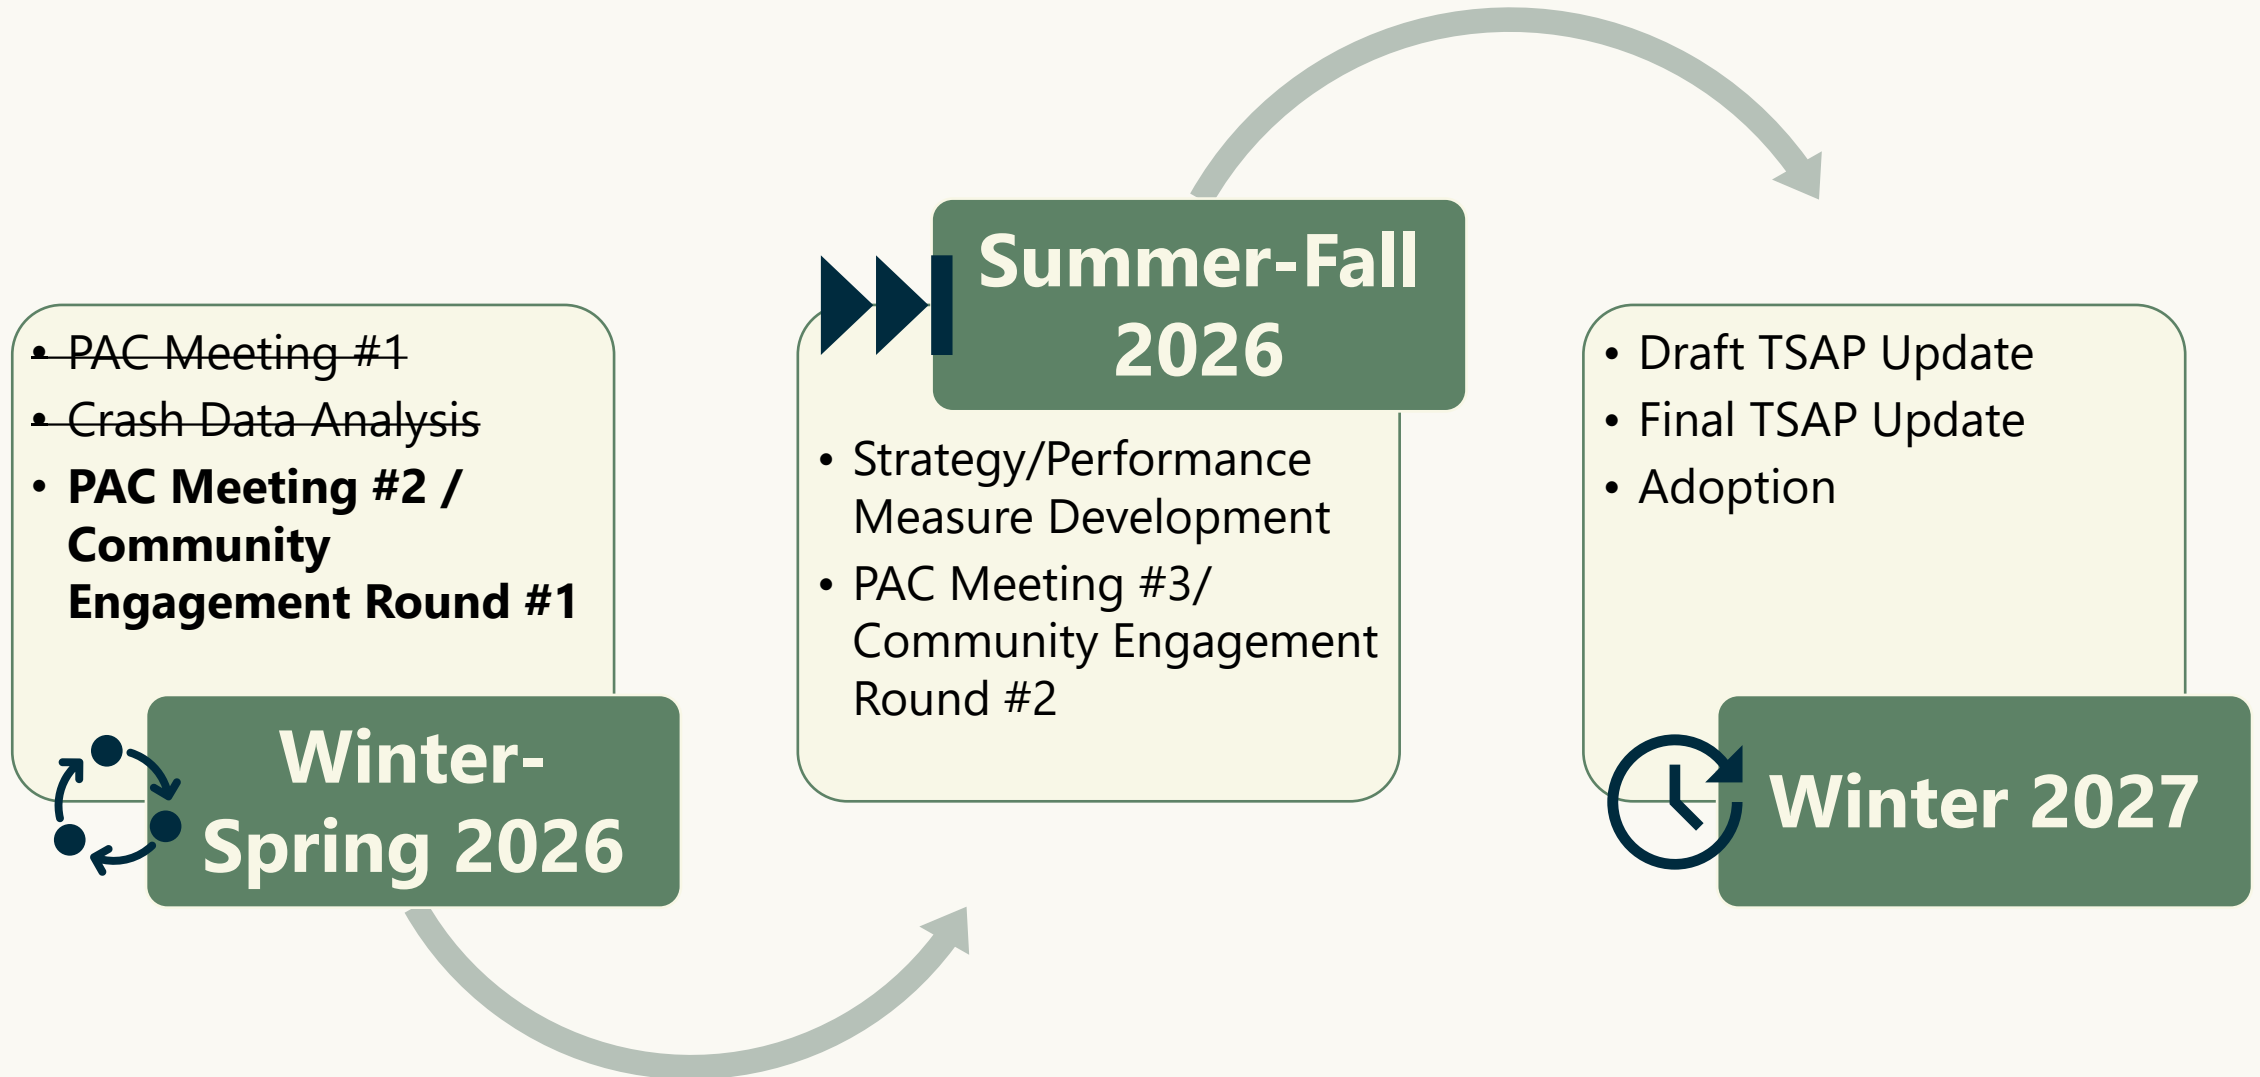 • PAC Meeting #1
• Crash Data Analysis
• PAC Meeting #2 /
Community
Engagement Round #1
Winter-
Spring 2026
Summer-Fall
2026
• Strategy/Performance
Measure Development
• PAC Meeting #3/
Community Engagement
Round #2
• Draft TSAP Update
• Final TSAP Update
• Adoption
Winter 2027